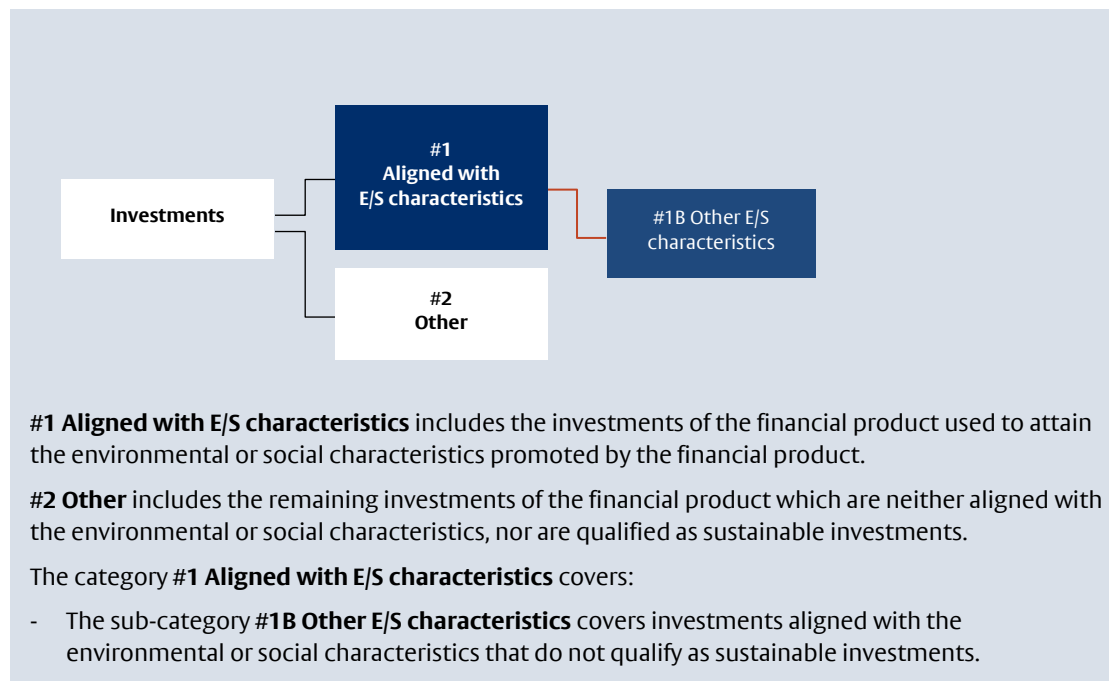 #1
Aligned with
E/S characteristics
Investments
#1B Other E/S
characteristics
#2
Other
#1 Aligned with E/S characteristics includes the investments of the financial product used to attain
the environmental or social characteristics promoted by the financial product.
#2 Other includes the remaining investments of the financial product which are neither aligned with
the environmental or social characteristics, nor are qualified as sustainable investments.
The category #1 Aligned with E/S characteristics covers:
- The sub-category #1B Other E/S characteristics covers investments aligned with the
environmental or social characteristics that do not qualify as sustainable investments.